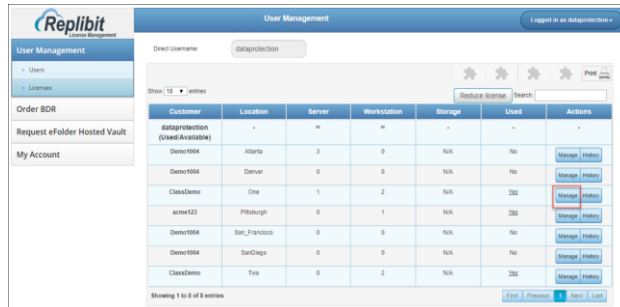 Replibit
License Management
User Management
Logged in as dataprotection
User Management
Users
Licenses
Order BDR
Request eFolder Hosted Vault
My Account
Direct Username: dataprotection
Print
Show 10 entries
Reduce license Search:
Customer Location Server Workstation Storage Used Actions
dataprotection (Used/Available) - ∞ ∞ - - -
Demo1004 Atlanta 3 0 N/A No Manage History
Demo1004 Denver 0 0 N/A No Manage History
ClassDemo One 1 2 N/A Yes Manage History
acme123 Pittsburgh 0 1 N/A Yes Manage History
Demo1004 San_Francisco 0 0 N/A No Manage History
Demo1004 SanDiego 0 0 N/A No Manage History
ClassDemo Two 0 2 N/A Yes Manage History
Showing 1 to 8 of 8 entries
First Previous 1 Next Last